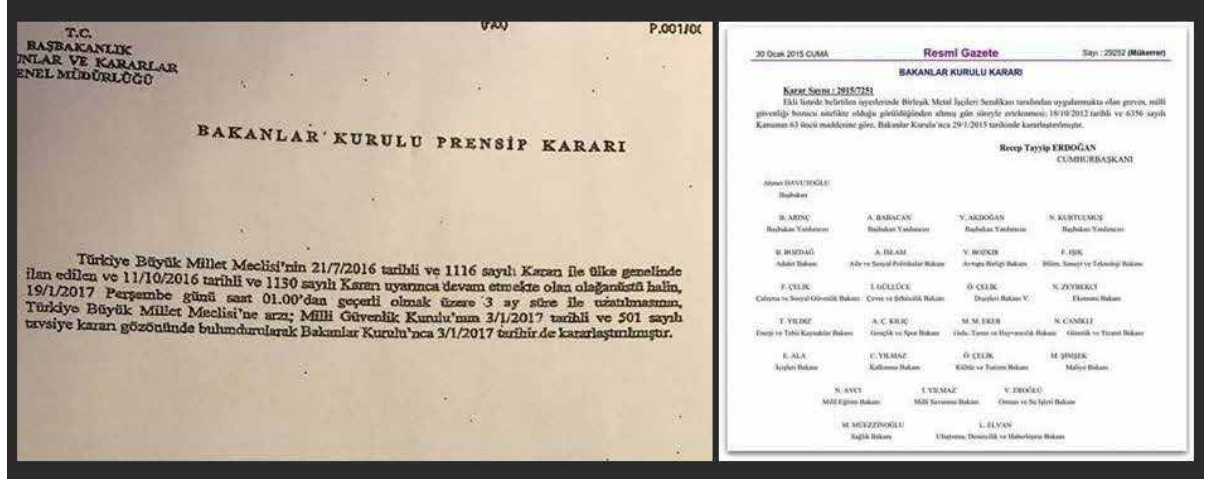 (FAX)
P.001/00
T.C.
BAŞBAKANLIK
UNLAR VE KARARLAR
ENEL MÜDÜRLÜĞÜ
BAKANLAR KURULU PRENSİP KARARI
Türkiye Büyük Millet Meclisi'nin 21/7/2016 tarihli ve 1116 sayılı Kararı ile ülke genelinde
ilan edilen ve 11/10/2016 tarihli ve 1130 sayılı Kararı uyarınca devam etmekte olan olağanüstü halin,
19/1/2017 Perşembe günü saat 01.00'dan geçerli olmak üzere 3 ay süre ile uzatılmasının,
Türkiye Büyük Millet Meclisi'ne arzı; Milli Güvenlik Kurulu'nun 3/1/2017 tarihli ve 501 sayılı
tavsiye kararı gözönünde bulundurularak Bakanlar Kurulu'nca 3/1/2017 tarihinde kararlaştırılmıştır.
30 Ocak 2015 CUMA
Resmî Gazete
Sayı : 29252 (Mükerrer)
BAKANLAR KURULU KARARI
Karar Sayısı : 2015/7251
Ekli listede belirtilen işyerlerinde Birleşik Metal İşçileri Sendikası tarafından uygulanmakta olan grevin, millî
güvenliği bozucu nitelikte olduğu görüldüğünden altmış gün süreyle ertelenmesi; 18/10/2012 tarihli ve 6356 sayılı
Kanunun 63 üncü maddesine göre, Bakanlar Kurulu'nca 29/1/2015 tarihinde kararlaştırılmıştır.
Recep Tayyip ERDOĞAN
CUMHURBAŞKANI
Ahmet DAVUTOĞLU
Başbakan
B. ARINÇ A. BABACAN Y. AKDOĞAN N. KURTULMUŞ
Başbakan Yardımcısı Başbakan Yardımcısı Başbakan Yardımcısı Başbakan Yardımcısı
B. BOZDAĞ A. İSLAM V. BOZKIR F. IŞIK
Adalet Bakanı Aile ve Sosyal Politikalar Bakanı Avrupa Birliği Bakanı Bilim, Sanayi ve Teknoloji Bakanı
F. ÇELİK İ. GÜLLÜCE Ö. ÇELİK N. ZEYBEKCİ
Çalışma ve Sosyal Güvenlik Bakanı Çevre ve Şehircilik Bakanı Dışişleri Bakanı V. Ekonomi Bakanı
T. YILDIZ A. Ç. KILIÇ M. M. EKER N. CANİKLİ
Enerji ve Tabii Kaynaklar Bakanı Gençlik ve Spor Bakanı Gıda, Tarım ve Hayvancılık Bakanı Gümrük ve Ticaret Bakanı
E. ALA C. YILMAZ Ö. ÇELİK M. ŞİMŞEK
İçişleri Bakanı Kalkınma Bakanı Kültür ve Turizm Bakanı Maliye Bakanı
N. AVCI İ. YILMAZ V. EROĞLU
Millî Eğitim Bakanı Millî Savunma Bakanı Orman ve Su İşleri Bakanı
M. MÜEZZİNOĞLU L. ELVAN
Sağlık Bakanı Ulaştırma, Denizcilik ve Haberleşme Bakanı